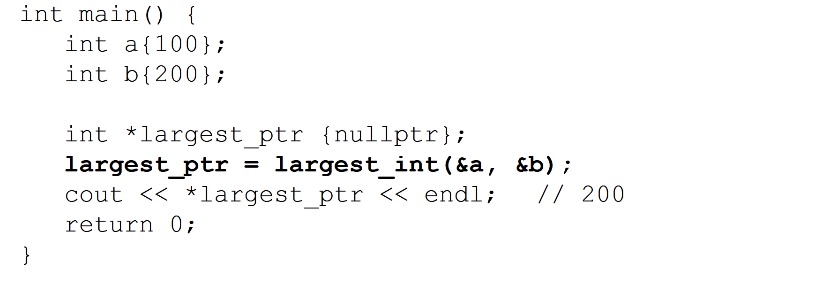 int main() {
int a{100};
int b{200};
int *largest_ptr {nullptr};
largest_ptr = largest_int(&a, &b);
cout << *largest_ptr << endl;   // 200
return 0;
}